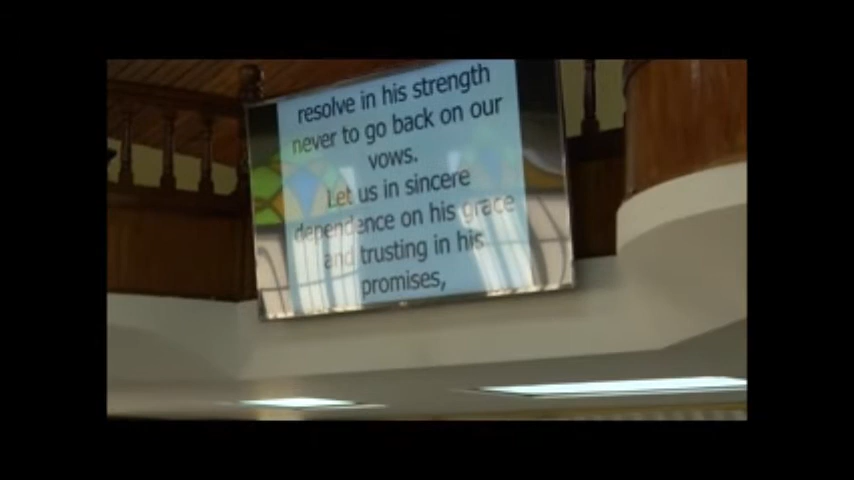 resolve in his strength
never to go back on our
vows.
Let us in sincere
dependence on his grace
and trusting in his
promises,